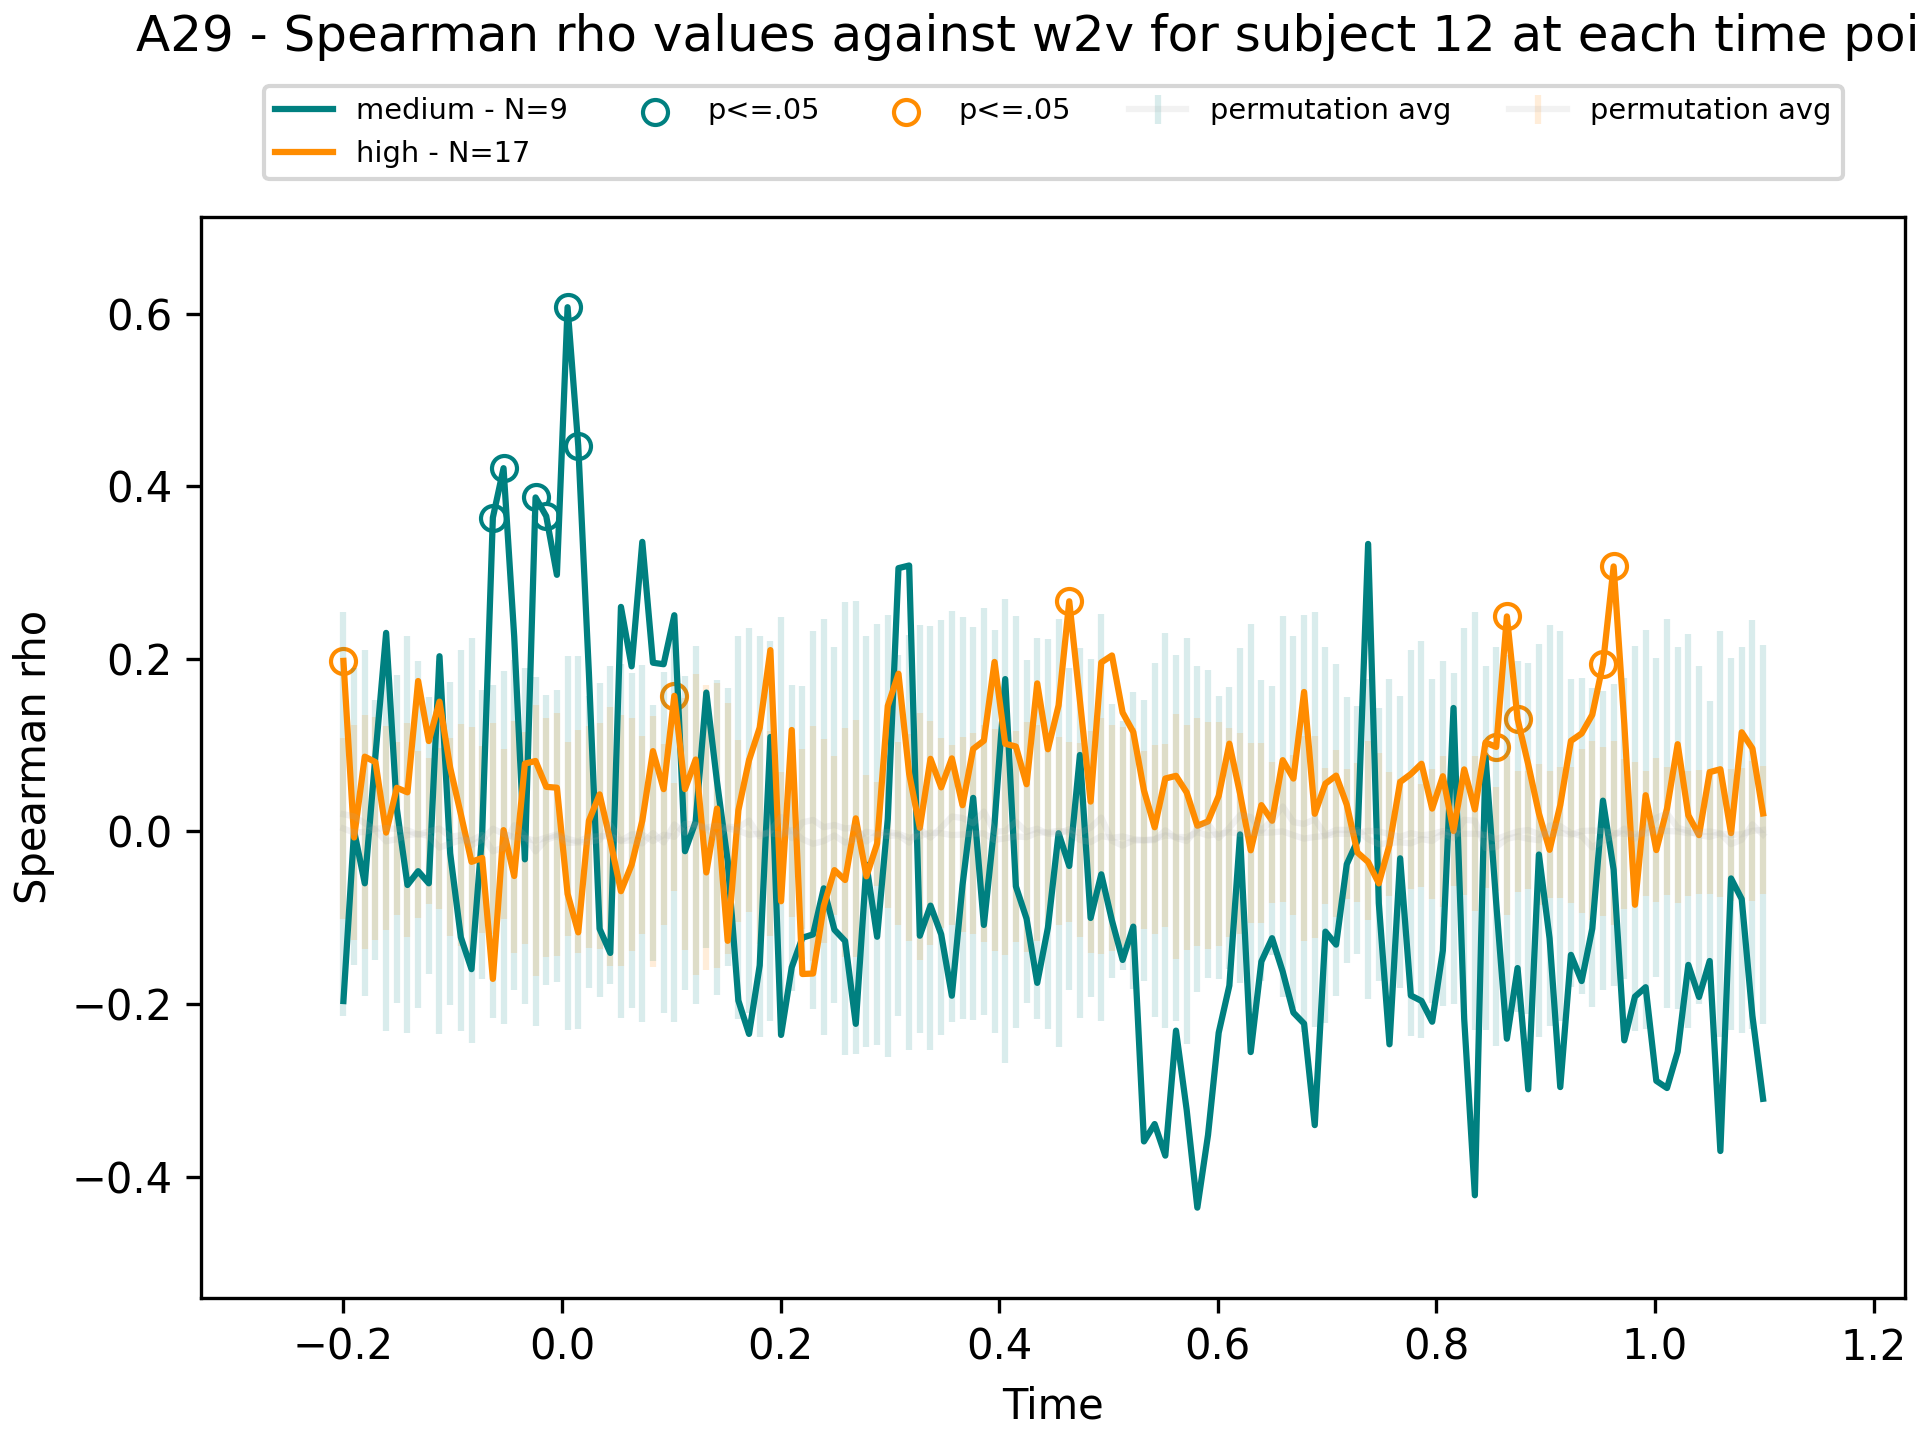 A29 - Spearman rho values against w2v for subject 12 at each time poi
medium - N=9
high - N=17
p<=.05
p<=.05
permutation avg
permutation avg
Spearman rho
0.6
0.4
0.2
0.0
−0.2
−0.4
−0.2
0.0
0.2
0.4
0.6
0.8
1.0
1.2
Time